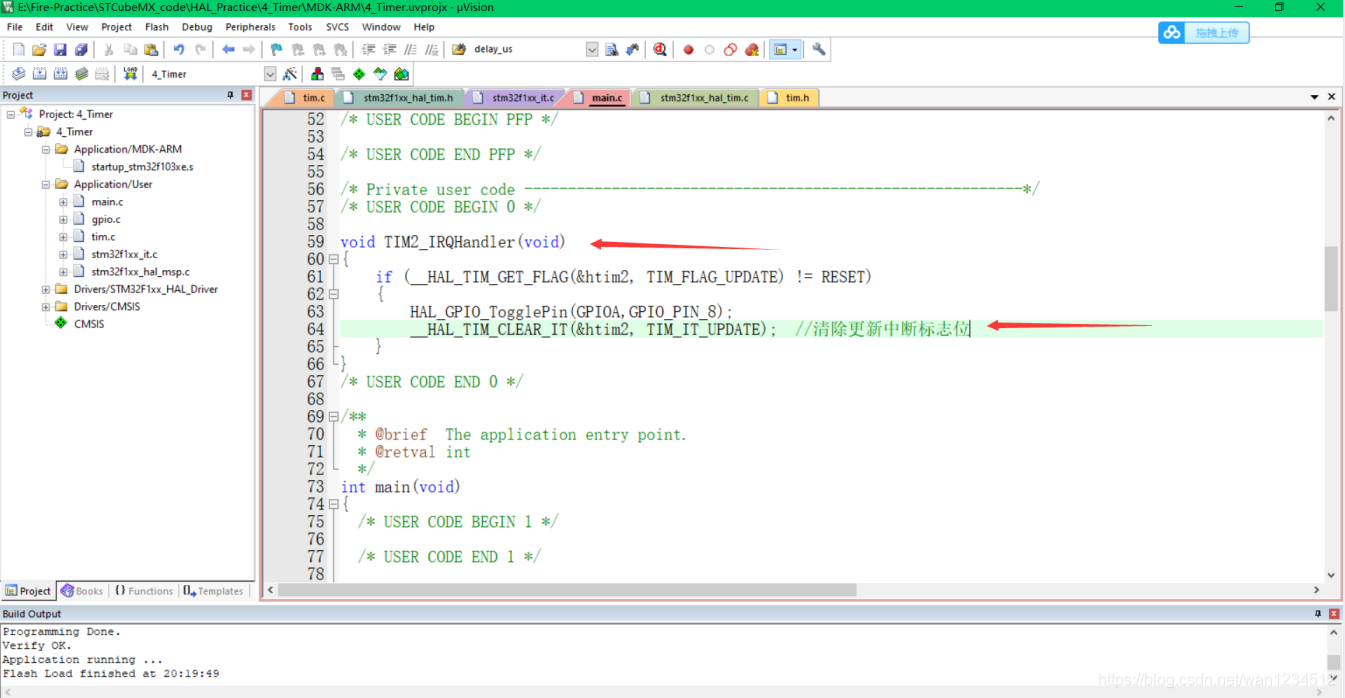 E:\Fire-Practice\STCubeMX_code\HAL_Practice\4_Timer\MDK-ARM\4_Timer.uvprojx - µVision
File Edit View Project Flash Debug Peripherals Tools SVCS Window Help
拖拽上传
delay_us
LOAD 4_Timer
Project
tim.c stm32f1xx_hal_tim.h stm32f1xx_it.c main.c stm32f1xx_hal_tim.c tim.h
Project: 4_Timer
4_Timer
Application/MDK-ARM
startup_stm32f103xe.s
Application/User
main.c
gpio.c
tim.c
stm32f1xx_it.c
stm32f1xx_hal_msp.c
Drivers/STM32F1xx_HAL_Driver
Drivers/CMSIS
CMSIS
52 /* USER CODE BEGIN PFP */
53
54 /* USER CODE END PFP */
55
56 /* Private user code ---------------------------------------------------------*/
57 /* USER CODE BEGIN 0 */
58
59 void TIM2_IRQHandler(void)
60 {
61 if (__HAL_TIM_GET_FLAG(&htim2, TIM_FLAG_UPDATE) != RESET)
62 {
63 HAL_GPIO_TogglePin(GPIOA,GPIO_PIN_8);
64 __HAL_TIM_CLEAR_IT(&htim2, TIM_IT_UPDATE); //清除更新中断标志位
65 }
66 }
67 /* USER CODE END 0 */
68
69 /**
70 * @brief The application entry point.
71 * @retval int
72 */
73 int main(void)
74 {
75 /* USER CODE BEGIN 1 */
76
77 /* USER CODE END 1 */
78
Project Books {} Functions Templates
Build Output
Programming Done.
Verify OK.
Application running ...
Flash Load finished at 20:19:49
https://blog.csdn.net/wan1234512